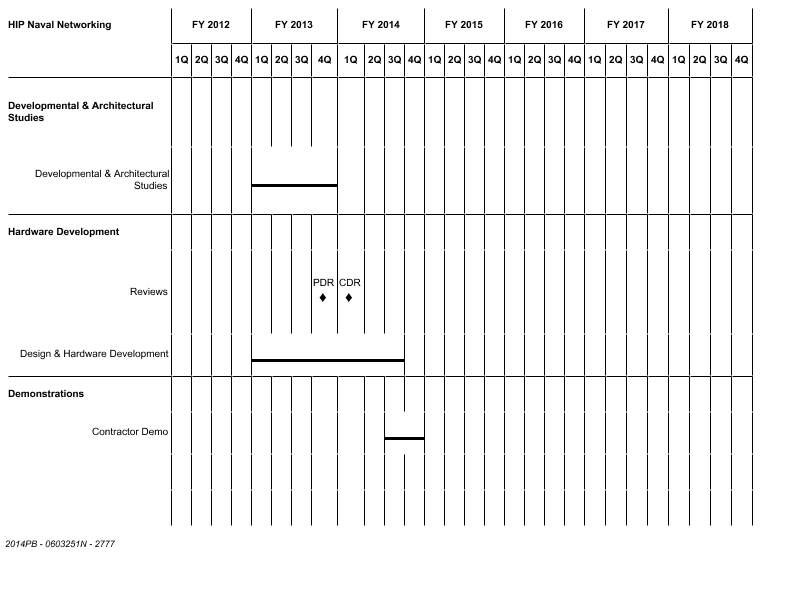 HIP Naval Networking FY 2012 FY 2013 FY 2014 FY 2015 FY 2016 FY 2017 FY 2018
1Q 2Q 3Q 4Q 1Q 2Q 3Q 4Q 1Q 2Q 3Q 4Q 1Q 2Q 3Q 4Q 1Q 2Q 3Q 4Q 1Q 2Q 3Q 4Q 1Q 2Q 3Q 4Q
Developmental & Architectural
Studies
Developmental & Architectural
Studies
Hardware Development
PDR CDR
Reviews
Design & Hardware Development
Demonstrations
Contractor Demo
2014PB - 0603251N - 2777